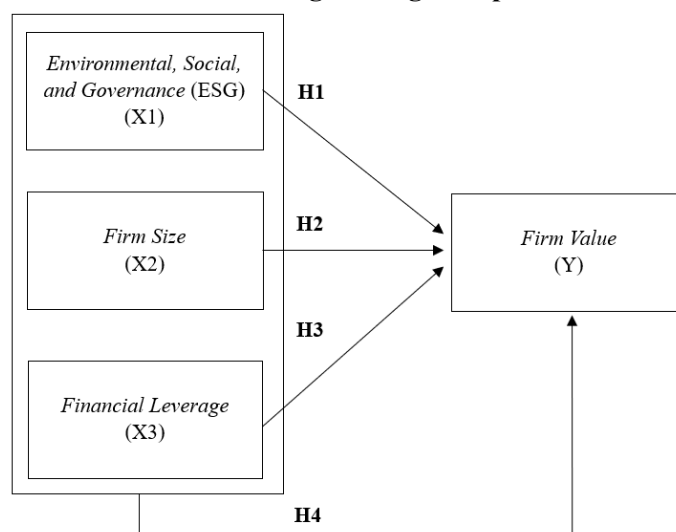 Environmental, Social,
and Governance (ESG)
(X1)
H1
Firm Size
(X2)
H2
Firm Value
(Y)
H3
Financial Leverage
(X3)
H4